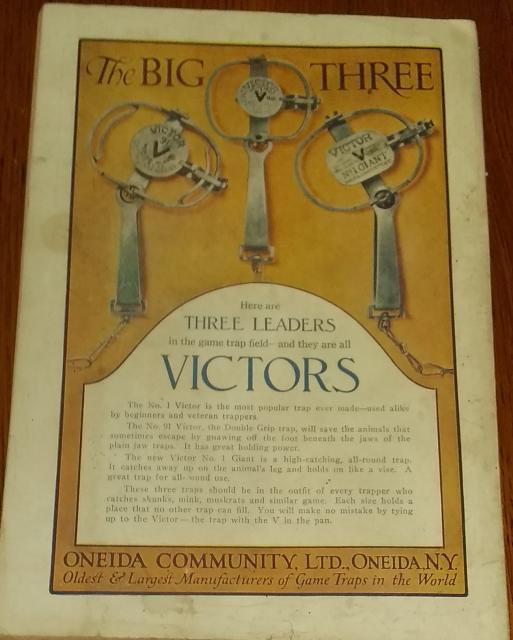 The BIG THREE
VICTOR
V
VICTOR
V
VICTOR
V
No 1 GIANT
Here are
THREE LEADERS
in the game trap field—and they are all
VICTORS
The No. 1 Victor is the most popular trap ever made—used alike
by beginners and veteran trappers.
The No. 91 Victor, the Double Grip trap, will save the animals that
sometimes escape by gnawing off the foot beneath the jaws of the
plain jaw traps. It has great holding power.
The new Victor No. 1 Giant is a high-catching, all-round trap.
It catches away up on the animal's leg and holds on like a vise. A
great trap for all-round use.
These three traps should be in the outfit of every trapper who
catches skunks, mink, muskrats and similar game. Each size holds a
place that no other trap can fill. You will make no mistake by tying
up to the Victor—the trap with the V in the pan.
ONEIDA COMMUNITY, LTD., ONEIDA, N.Y.
Oldest & Largest Manufacturers of Game Traps in the World